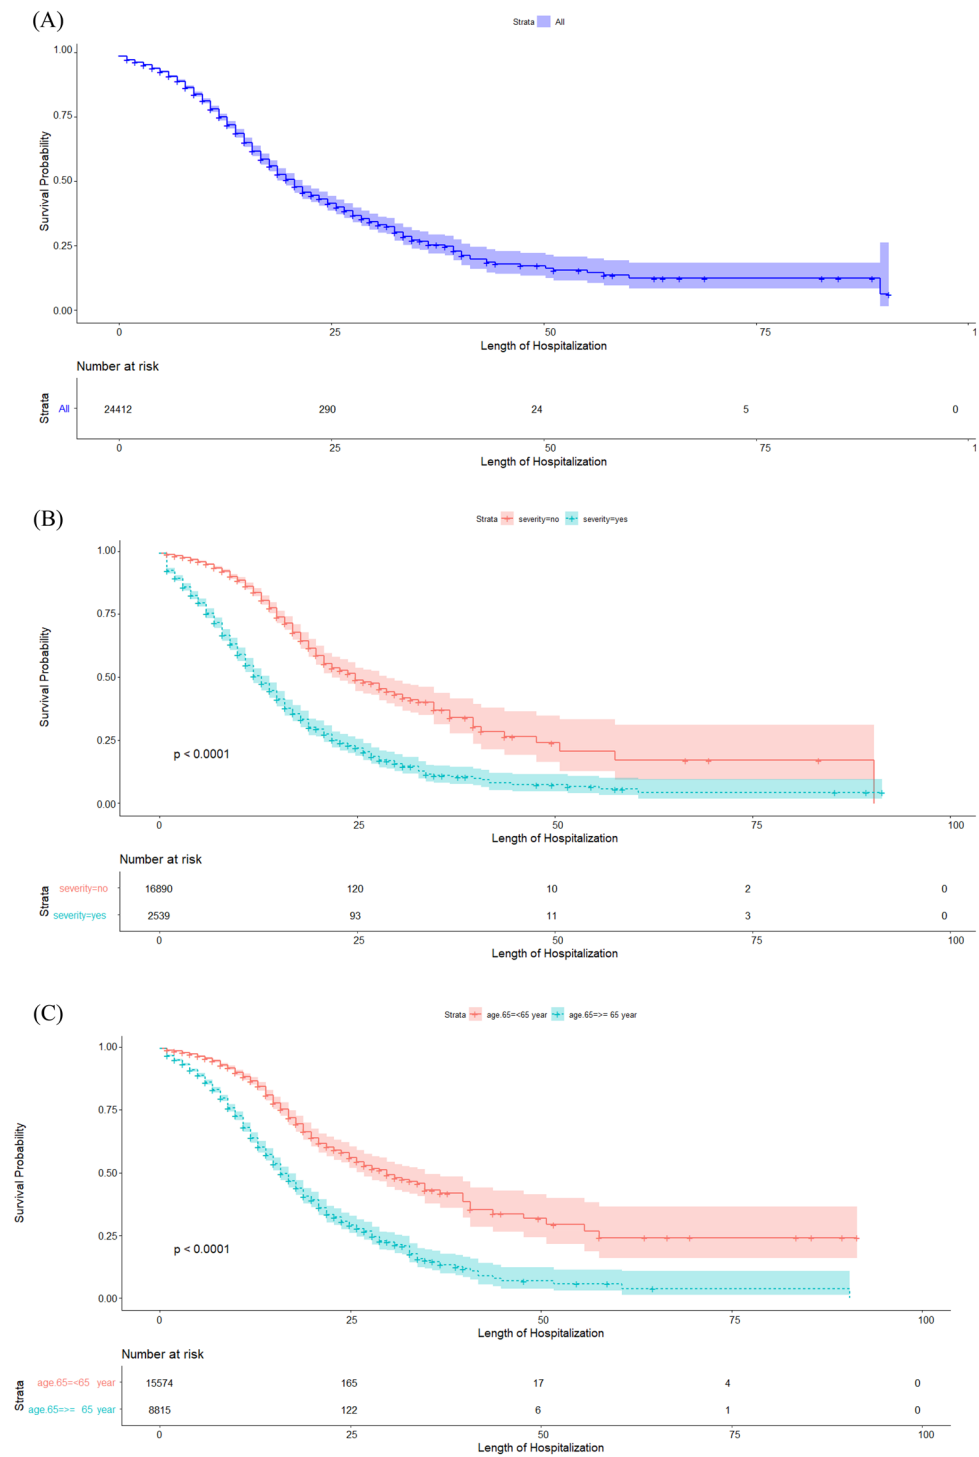 (A)
Strata All
1.00
0.75
0.50
0.25
0.00
Survival Probability
0 25 50 75 1
Length of Hospitalization
Number at risk
Strata
All 24412 290 24 5 0
0 25 50 75 1
Length of Hospitalization
(B)
Strata severity=no severity=yes
1.00
0.75
0.50
0.25
0.00
Survival Probability
p < 0.0001
0 25 50 75 100
Length of Hospitalization
Number at risk
Strata
severity=no 16890 120 10 2 0
severity=yes 2539 93 11 3 0
0 25 50 75 100
Length of Hospitalization
(C)
Strata age.65=<65 year age.65=>= 65 year
1.00
0.75
0.50
0.25
0.00
Survival Probability
p < 0.0001
0 25 50 75 100
Length of Hospitalization
Number at risk
Strata
age.65=<65 year 15574 165 17 4 0
age.65=>= 65 year 8815 122 6 1 0
0 25 50 75 100
Length of Hospitalization